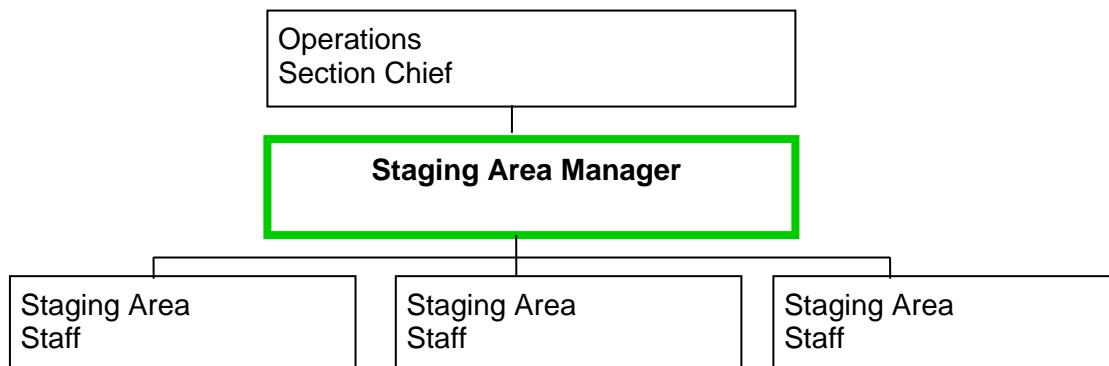 Operations
Section Chief
Staging Area Manager
Staging Area
Staff
Staging Area
Staff
Staging Area
Staff